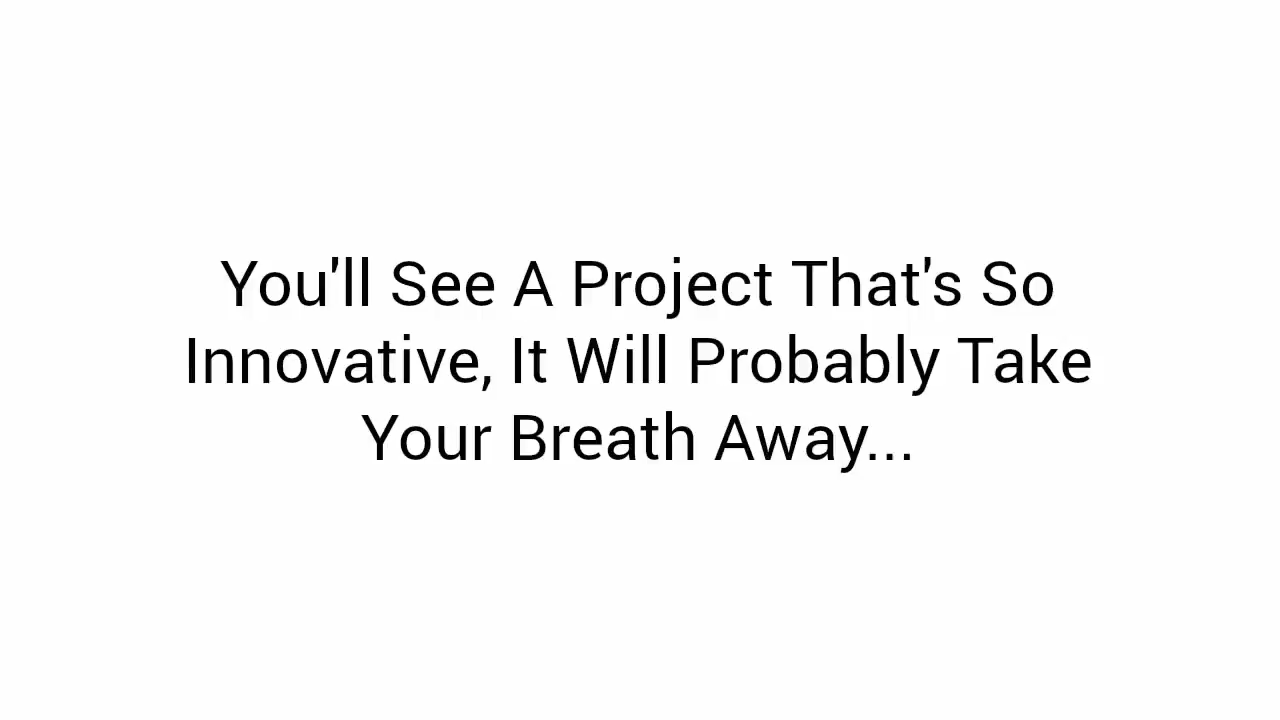 You'll See A Project That's So
Innovative, It Will Probably Take
Your Breath Away...